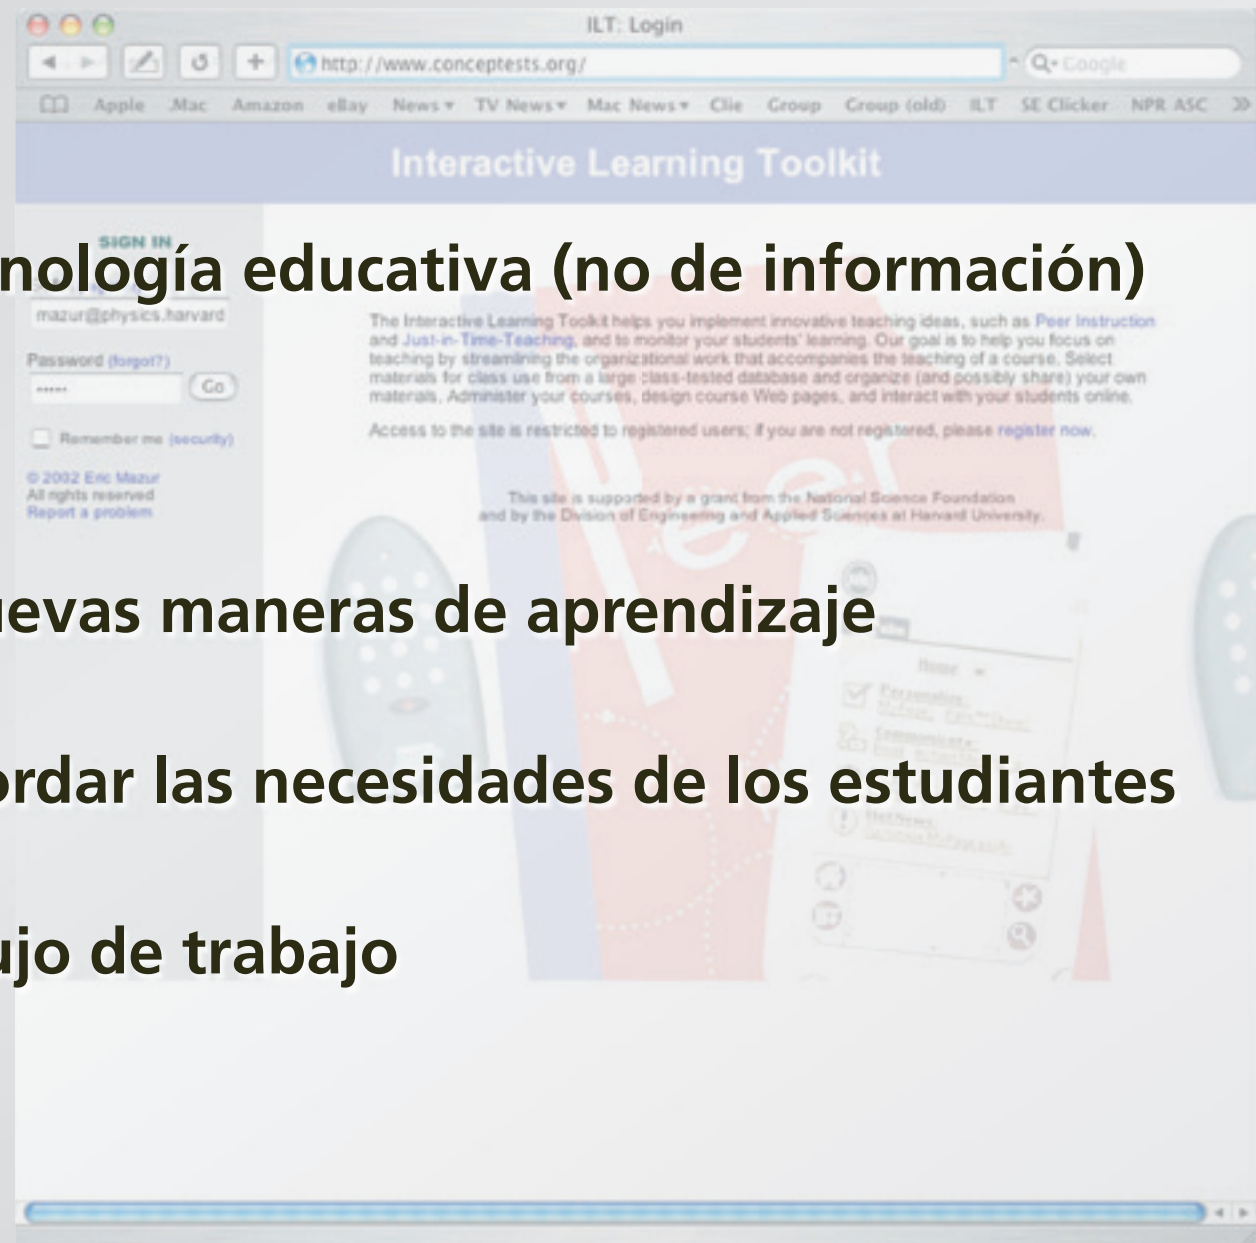 ILT: Login
http://www.conceptests.org/
Google
Apple .Mac Amazon eBay News TV News Mac News Clie Group Group (old) ILT SE Clicker NPR ASC
Interactive Learning Toolkit
SIGN IN
nología educativa (no de información)
mazur@physics.harvard
Password (forgot?)
•••••
Go
Remember me (security)
© 2002 Eric Mazur
All rights reserved
Report a problem
The Interactive Learning Toolkit helps you implement innovative teaching ideas, such as Peer Instruction
and Just-in-Time-Teaching, and to monitor your students' learning. Our goal is to help you focus on
teaching by streamlining the organizational work that accompanies the teaching of a course. Select
materials for class use from a large class-tested database and organize (and possibly share) your own
materials. Administer your courses, design course Web pages, and interact with your students online.
Access to the site is restricted to registered users; if you are not registered, please register now.
This site is supported by a grant from the National Science Foundation
and by the Division of Engineering and Applied Sciences at Harvard University.
eer
uevas maneras de aprendizaje
Home
Personalize
ordar las necesidades de los estudiantes
ujo de trabajo